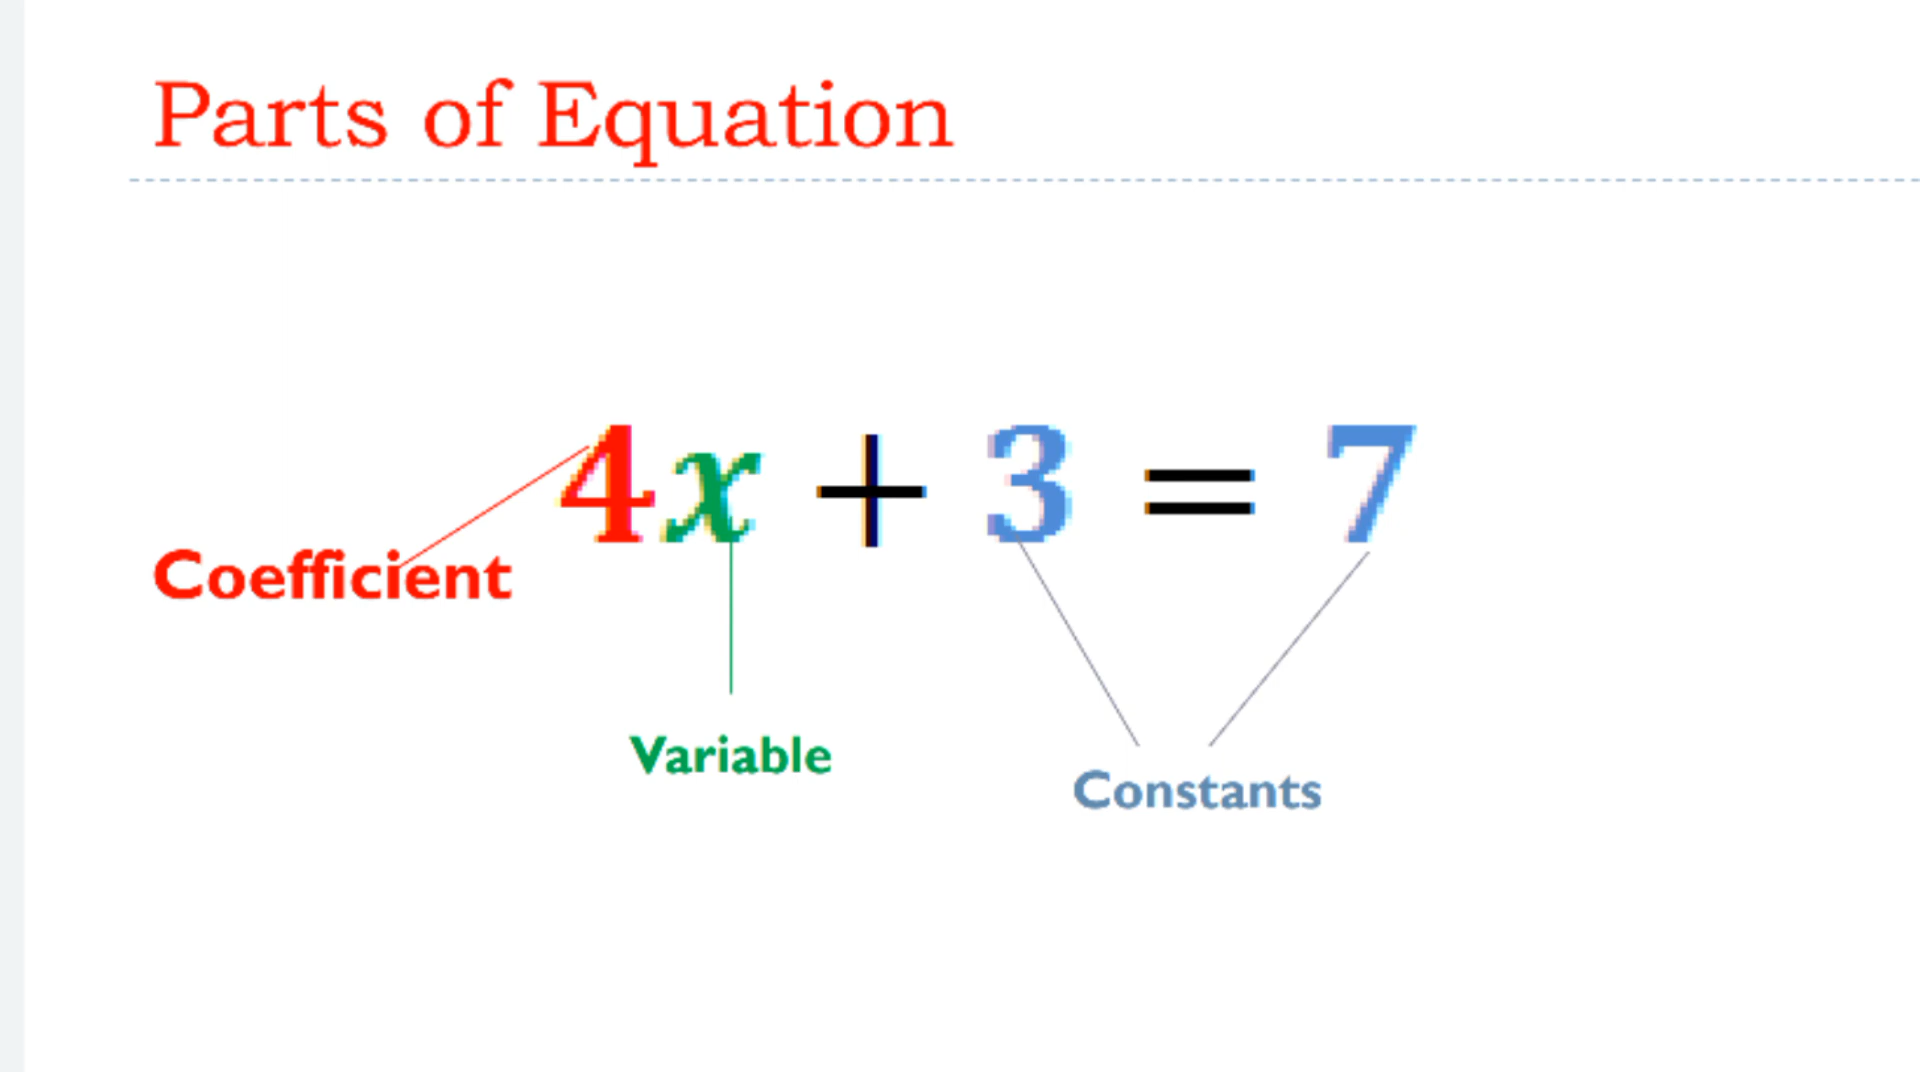 Parts of Equation
4x + 3 = 7
Coefficient
Variable
Constants